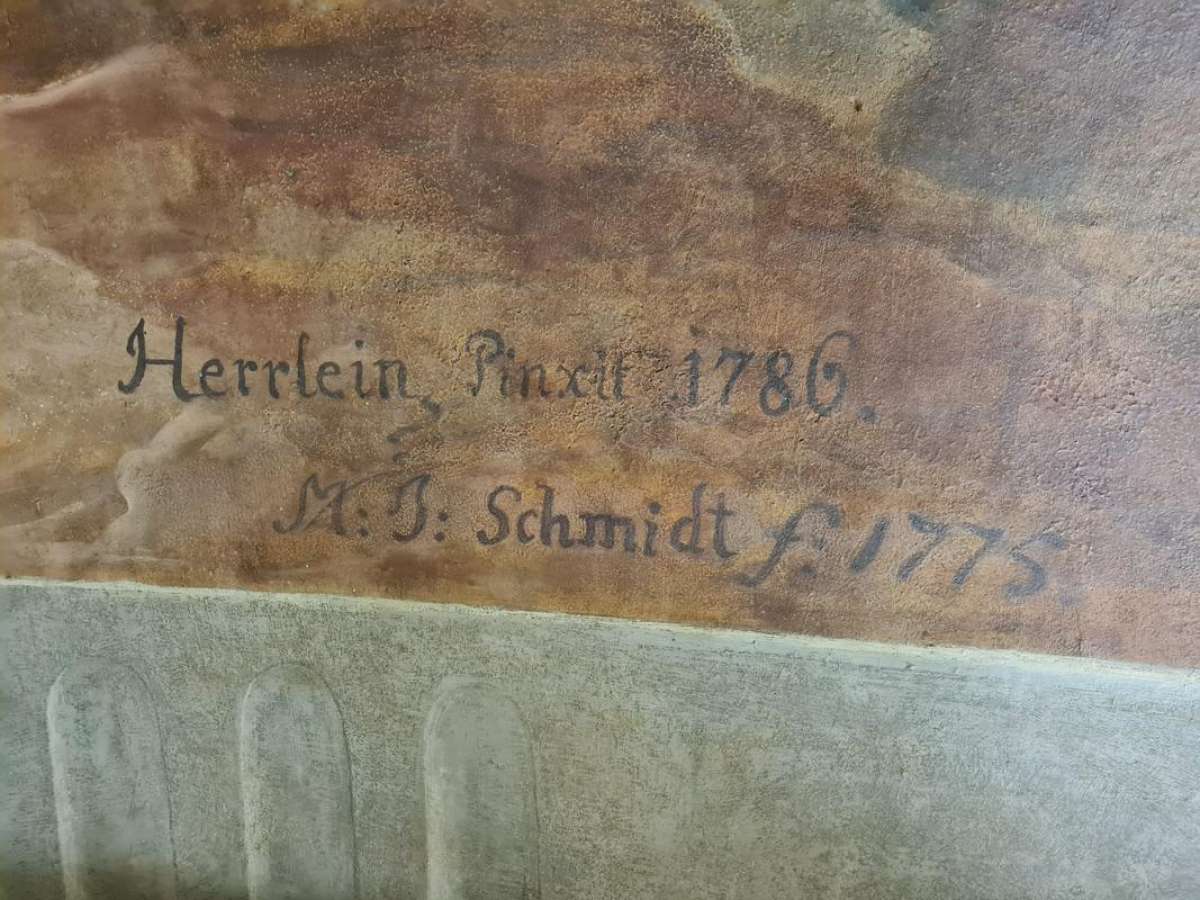 Herrlein Pinxit 1786.
M: J: Schmidt f: 1775